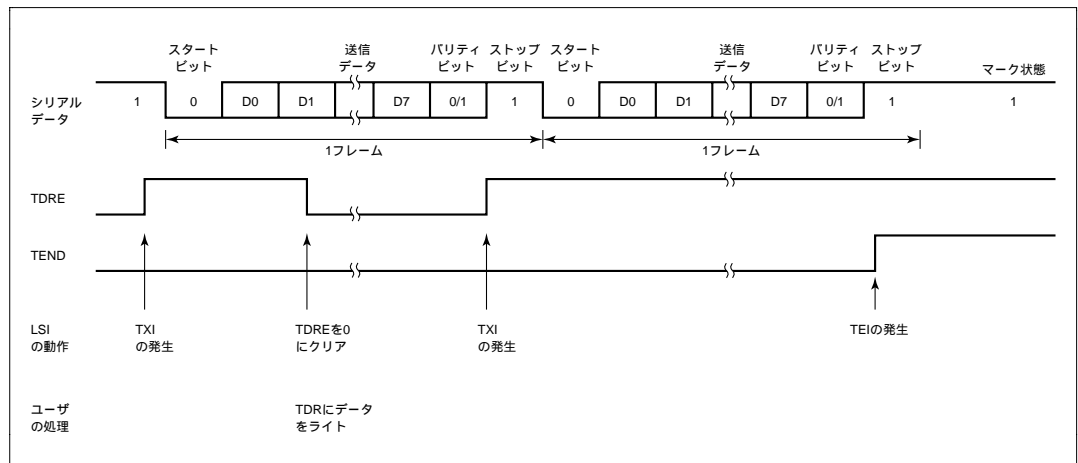 スタート
ビット
送信
データ
パリティ
ビット
ストップ
ビット
スタート
ビット
送信
データ
パリティ
ビット
ストップ
ビット
マーク状態
シリアル
データ
1 0 D0 D1 D7 0/1 1 0 D0 D1 D7 0/1 1 1
1フレーム 1フレーム
TDRE
TEND
LSI
の動作
TXI
の発生
TDREを0
にクリア
TXI
の発生
TEIの発生
ユーザ
の処理
TDRにデータ
をライト